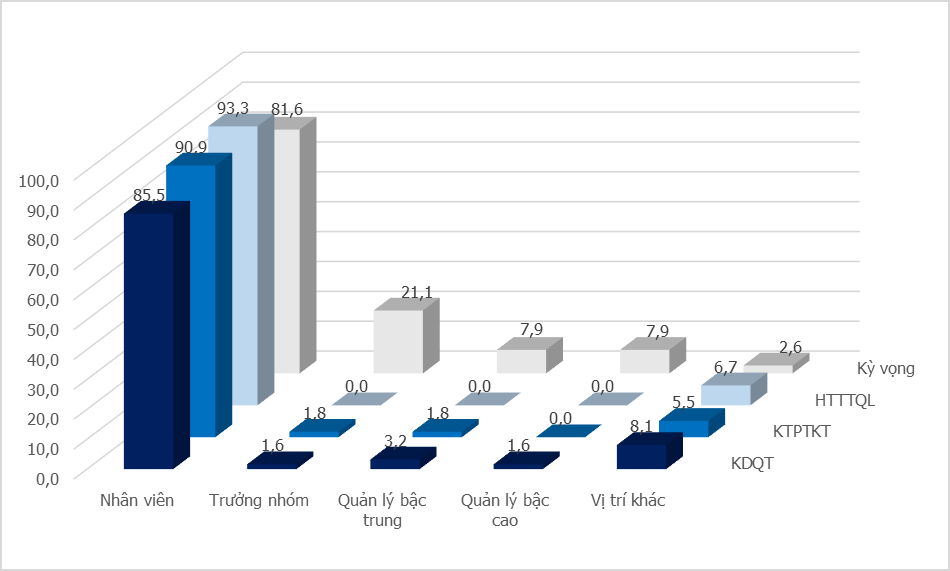 93,3
81,6
90,9
85,5
100,0
90,0
80,0
70,0
60,0
50,0
40,0
30,0
20,0
10,0
0,0
21,1
7,9
7,9
2,6
0,0
0,0
0,0
6,7
1,8
1,8
0,0
5,5
1,6
3,2
1,6
8,1
Kỳ vọng
HTTTQL
KTPTKT
KDQT
Nhân viên
Trưởng nhóm
Quản lý bậc
trung
Quản lý bậc
cao
Vị trí khác